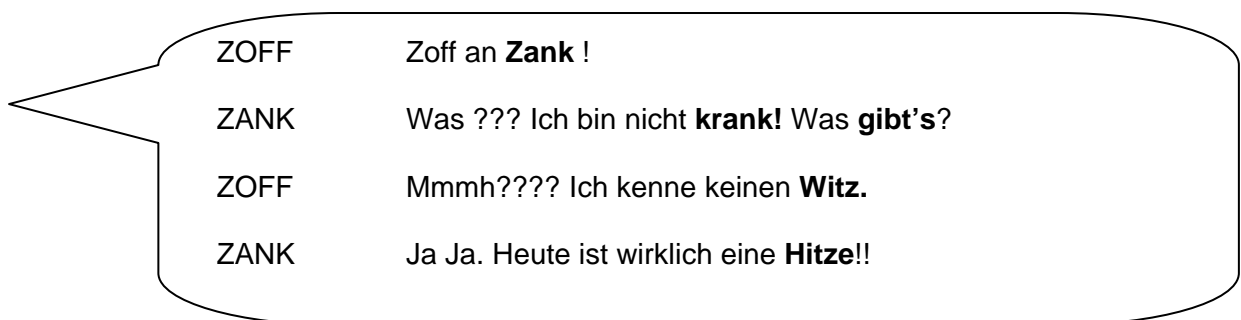 ZOFF Zoff an Zank !
ZANK Was ??? Ich bin nicht krank! Was gibt’s?
ZOFF Mmmh???? Ich kenne keinen Witz.
ZANK Ja Ja. Heute ist wirklich eine Hitze!!